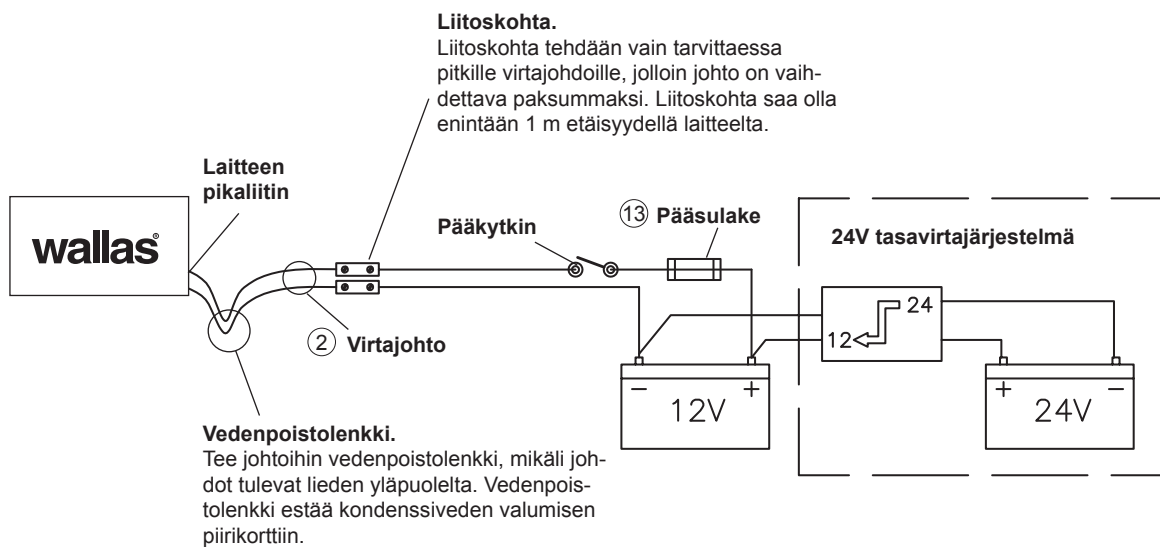 Liitoskohta.
Liitoskohta tehdään vain tarvittaessa
pitkille virtajohdoille, jolloin johto on vaih-
dettava paksummaksi. Liitoskohta saa olla
enintään 1 m etäisyydellä laitteelta.
Laitteen
pikaliitin
wallas®
Pääkytkin
13 Pääsulake
24V tasavirtajärjestelmä
2 Virtajohto
24
12
− +
12V
+ −
24V
Vedenpoistolenkki.
Tee johtoihin vedenpoistolenkki, mikäli joh-
dot tulevat lieden yläpuolelta. Vedenpois-
tolenkki estää kondenssiveden valumisen
piirikorttiin.